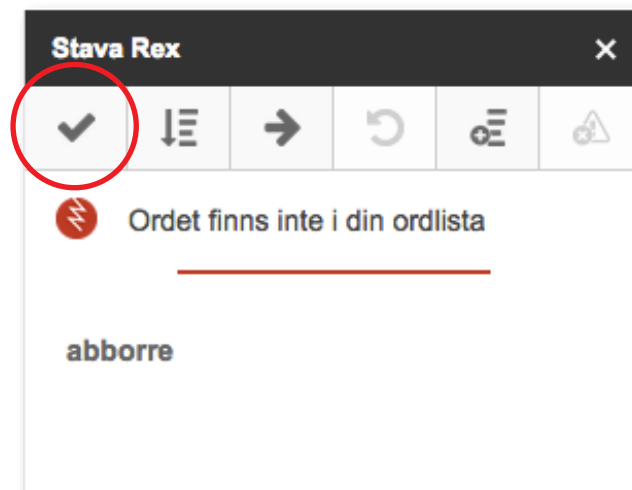 Stava Rex
Ordet finns inte i din ordlista
abborre